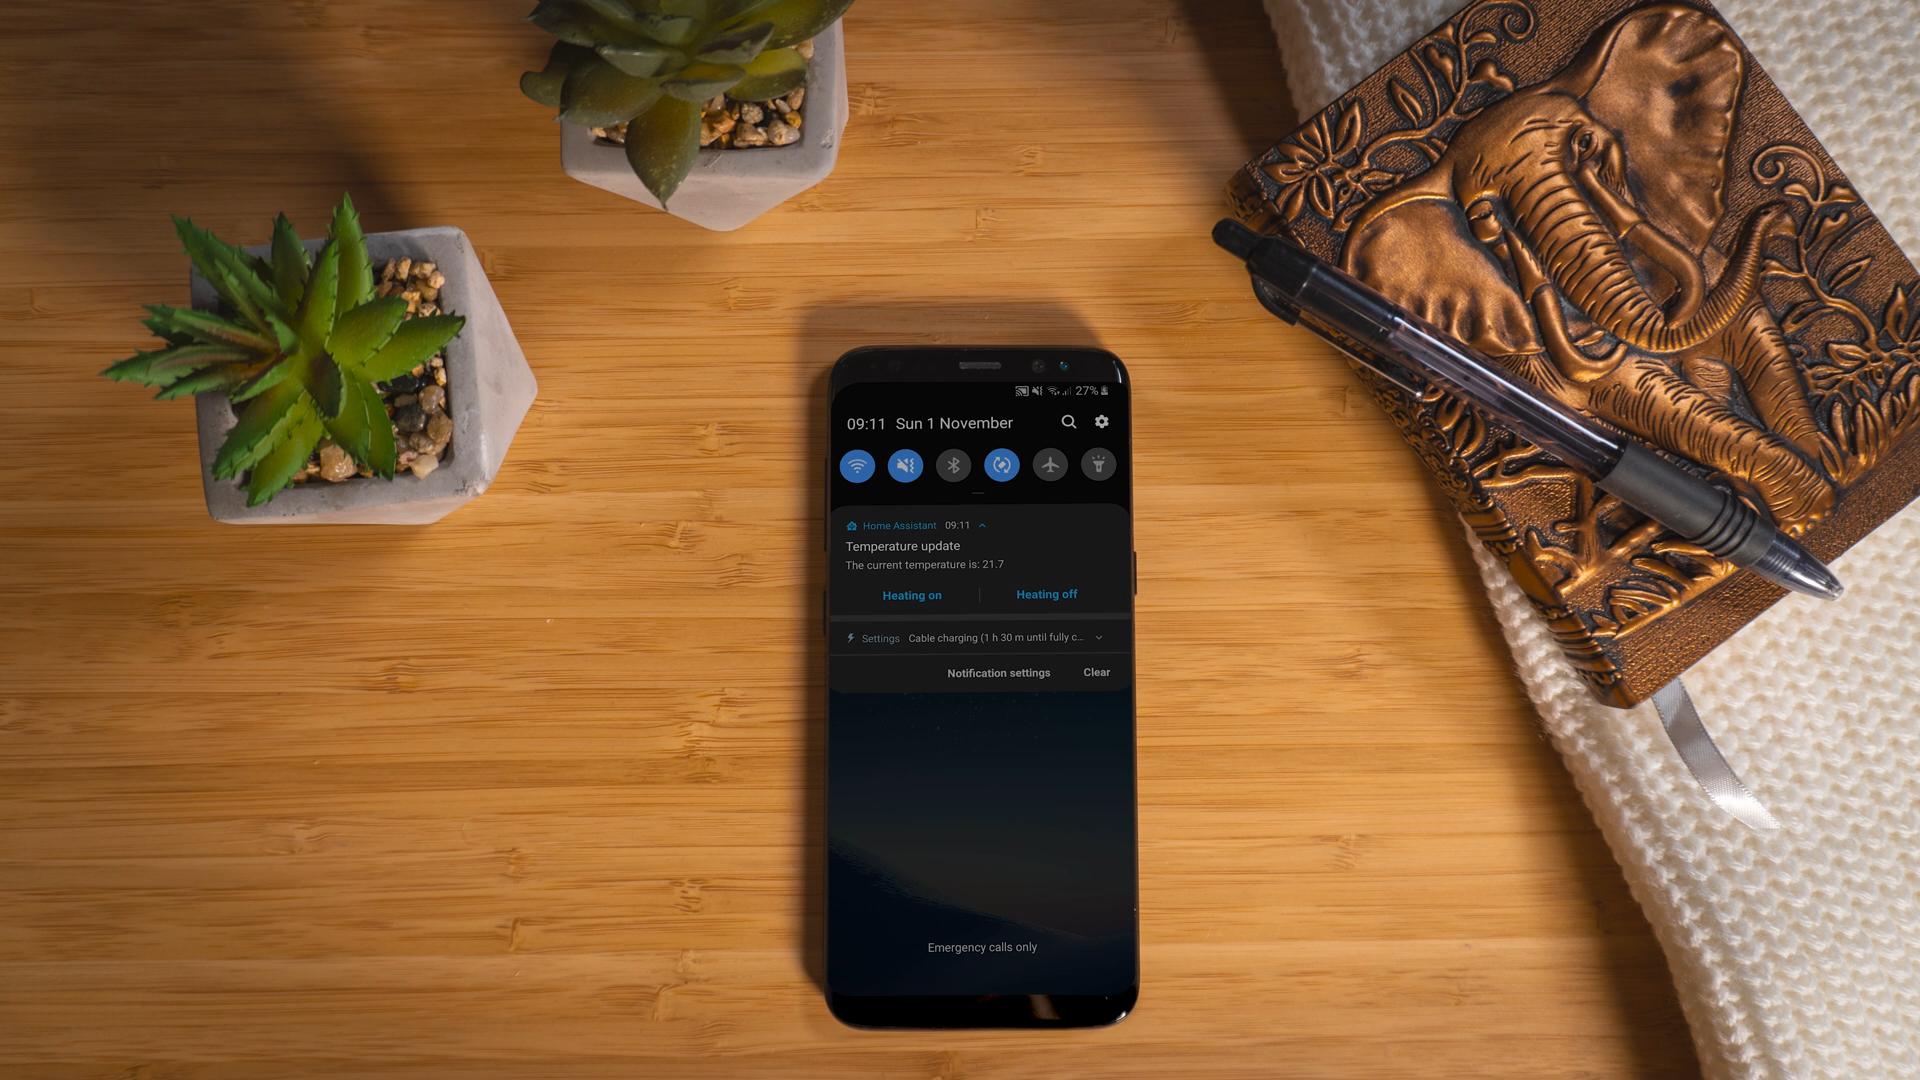 27%
09:11 Sun 1 November
Home Assistant 09:11
Temperature update
The current temperature is: 21.7
Heating on Heating off
Settings Cable charging (1 h 30 m until fully c...
Notification settings Clear
Emergency calls only